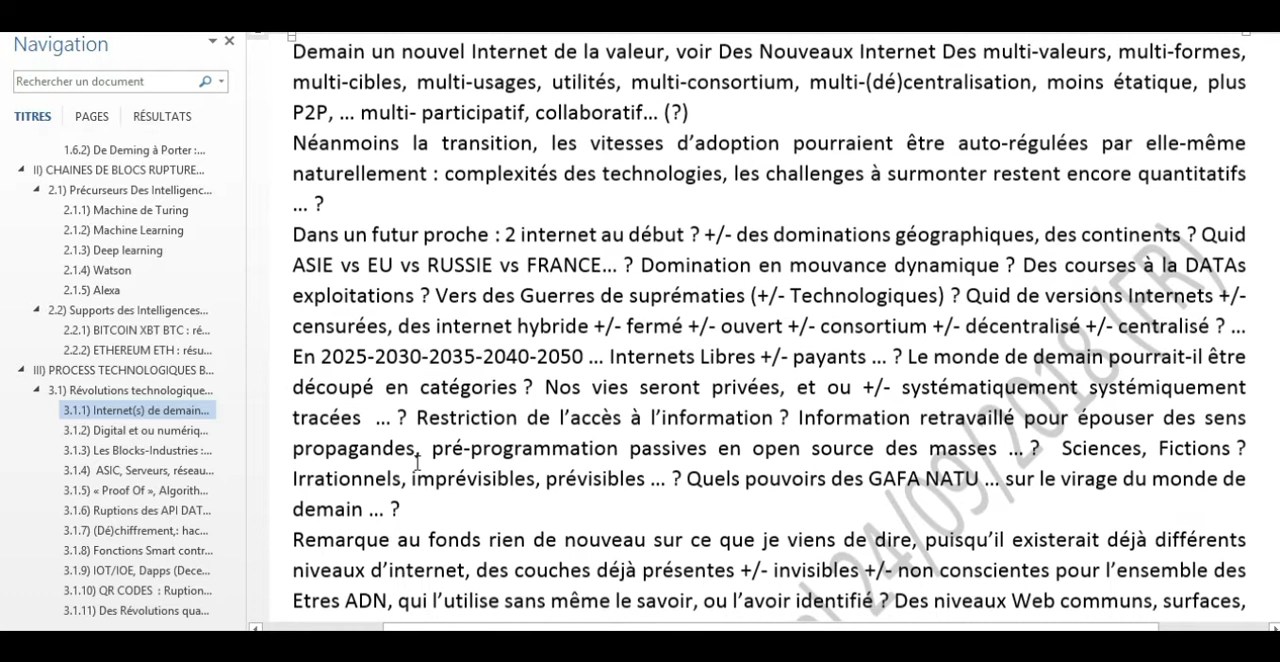 Navigation
Rechercher un document
TITRES PAGES RÉSULTATS
1.6.2) De Deming à Porter :...
II) CHAINES DE BLOCS RUPTURE...
2.1) Précurseurs Des Intelligenc...
2.1.1) Machine de Turing
2.1.2) Machine Learning
2.1.3) Deep learning
2.1.4) Watson
2.1.5) Alexa
2.2) Supports des Intelligences...
2.2.1) BITCOIN XBT BTC : ré...
2.2.2) ETHEREUM ETH : résu...
III) PROCESS TECHNOLOGIQUES B...
3.1) Révolutions technologique...
3.1.1) Internet(s) de demain...
3.1.2) Digital et ou numériq...
3.1.3) Les Blocks-Industries :...
3.1.4) ASIC, Serveurs, réseau...
3.1.5) « Proof Of », Algorith...
3.1.6) Ruptions des API DAT...
3.1.7) (Dé)chiffrement,: hac...
3.1.8) Fonctions Smart contr...
3.1.9) IOT/IOE, Dapps (Dece...
3.1.10) QR CODES : Ruption...
3.1.11) Des Révolutions qua...
Demain un nouvel Internet de la valeur, voir Des Nouveaux Internet Des multi-valeurs, multi-formes,
multi-cibles, multi-usages, utilités, multi-consortium, multi-(dé)centralisation, moins étatique, plus
P2P, ... multi- participatif, collaboratif... (?)
Néanmoins la transition, les vitesses d’adoption pourraient être auto-régulées par elle-même
naturellement : complexités des technologies, les challenges à surmonter restent encore quantitatifs
... ?
Dans un futur proche : 2 internet au début ? +/- des dominations géographiques, des continents ? Quid
ASIE vs EU vs RUSSIE vs FRANCE... ? Domination en mouvance dynamique ? Des courses à la DATAs
exploitations ? Vers des Guerres de suprématies (+/- Technologiques) ? Quid de versions Internets +/-
censurées, des internet hybride +/- fermé +/- ouvert +/- consortium +/- décentralisé +/- centralisé ? ...
En 2025-2030-2035-2040-2050 ... Internets Libres +/- payants ... ? Le monde de demain pourrait-il être
découpé en catégories ? Nos vies seront privées, et ou +/- systématiquement systémiquement
tracées ... ? Restriction de l’accès à l’information ? Information retravaillé pour épouser des sens
propagandes, pré-programmation passives en open source des masses ... ? Sciences, Fictions ?
Irrationnels, imprévisibles, prévisibles ... ? Quels pouvoirs des GAFA NATU ... sur le virage du monde de
demain ... ?
Remarque au fonds rien de nouveau sur ce que je viens de dire, puisqu’il existerait déjà différents
niveaux d’internet, des couches déjà présentes +/- invisibles +/- non conscientes pour l’ensemble des
Etres ADN, qui l’utilise sans même le savoir, ou l’avoir identifié ? Des niveaux Web communs, surfaces,
24/09/2018 (FR)